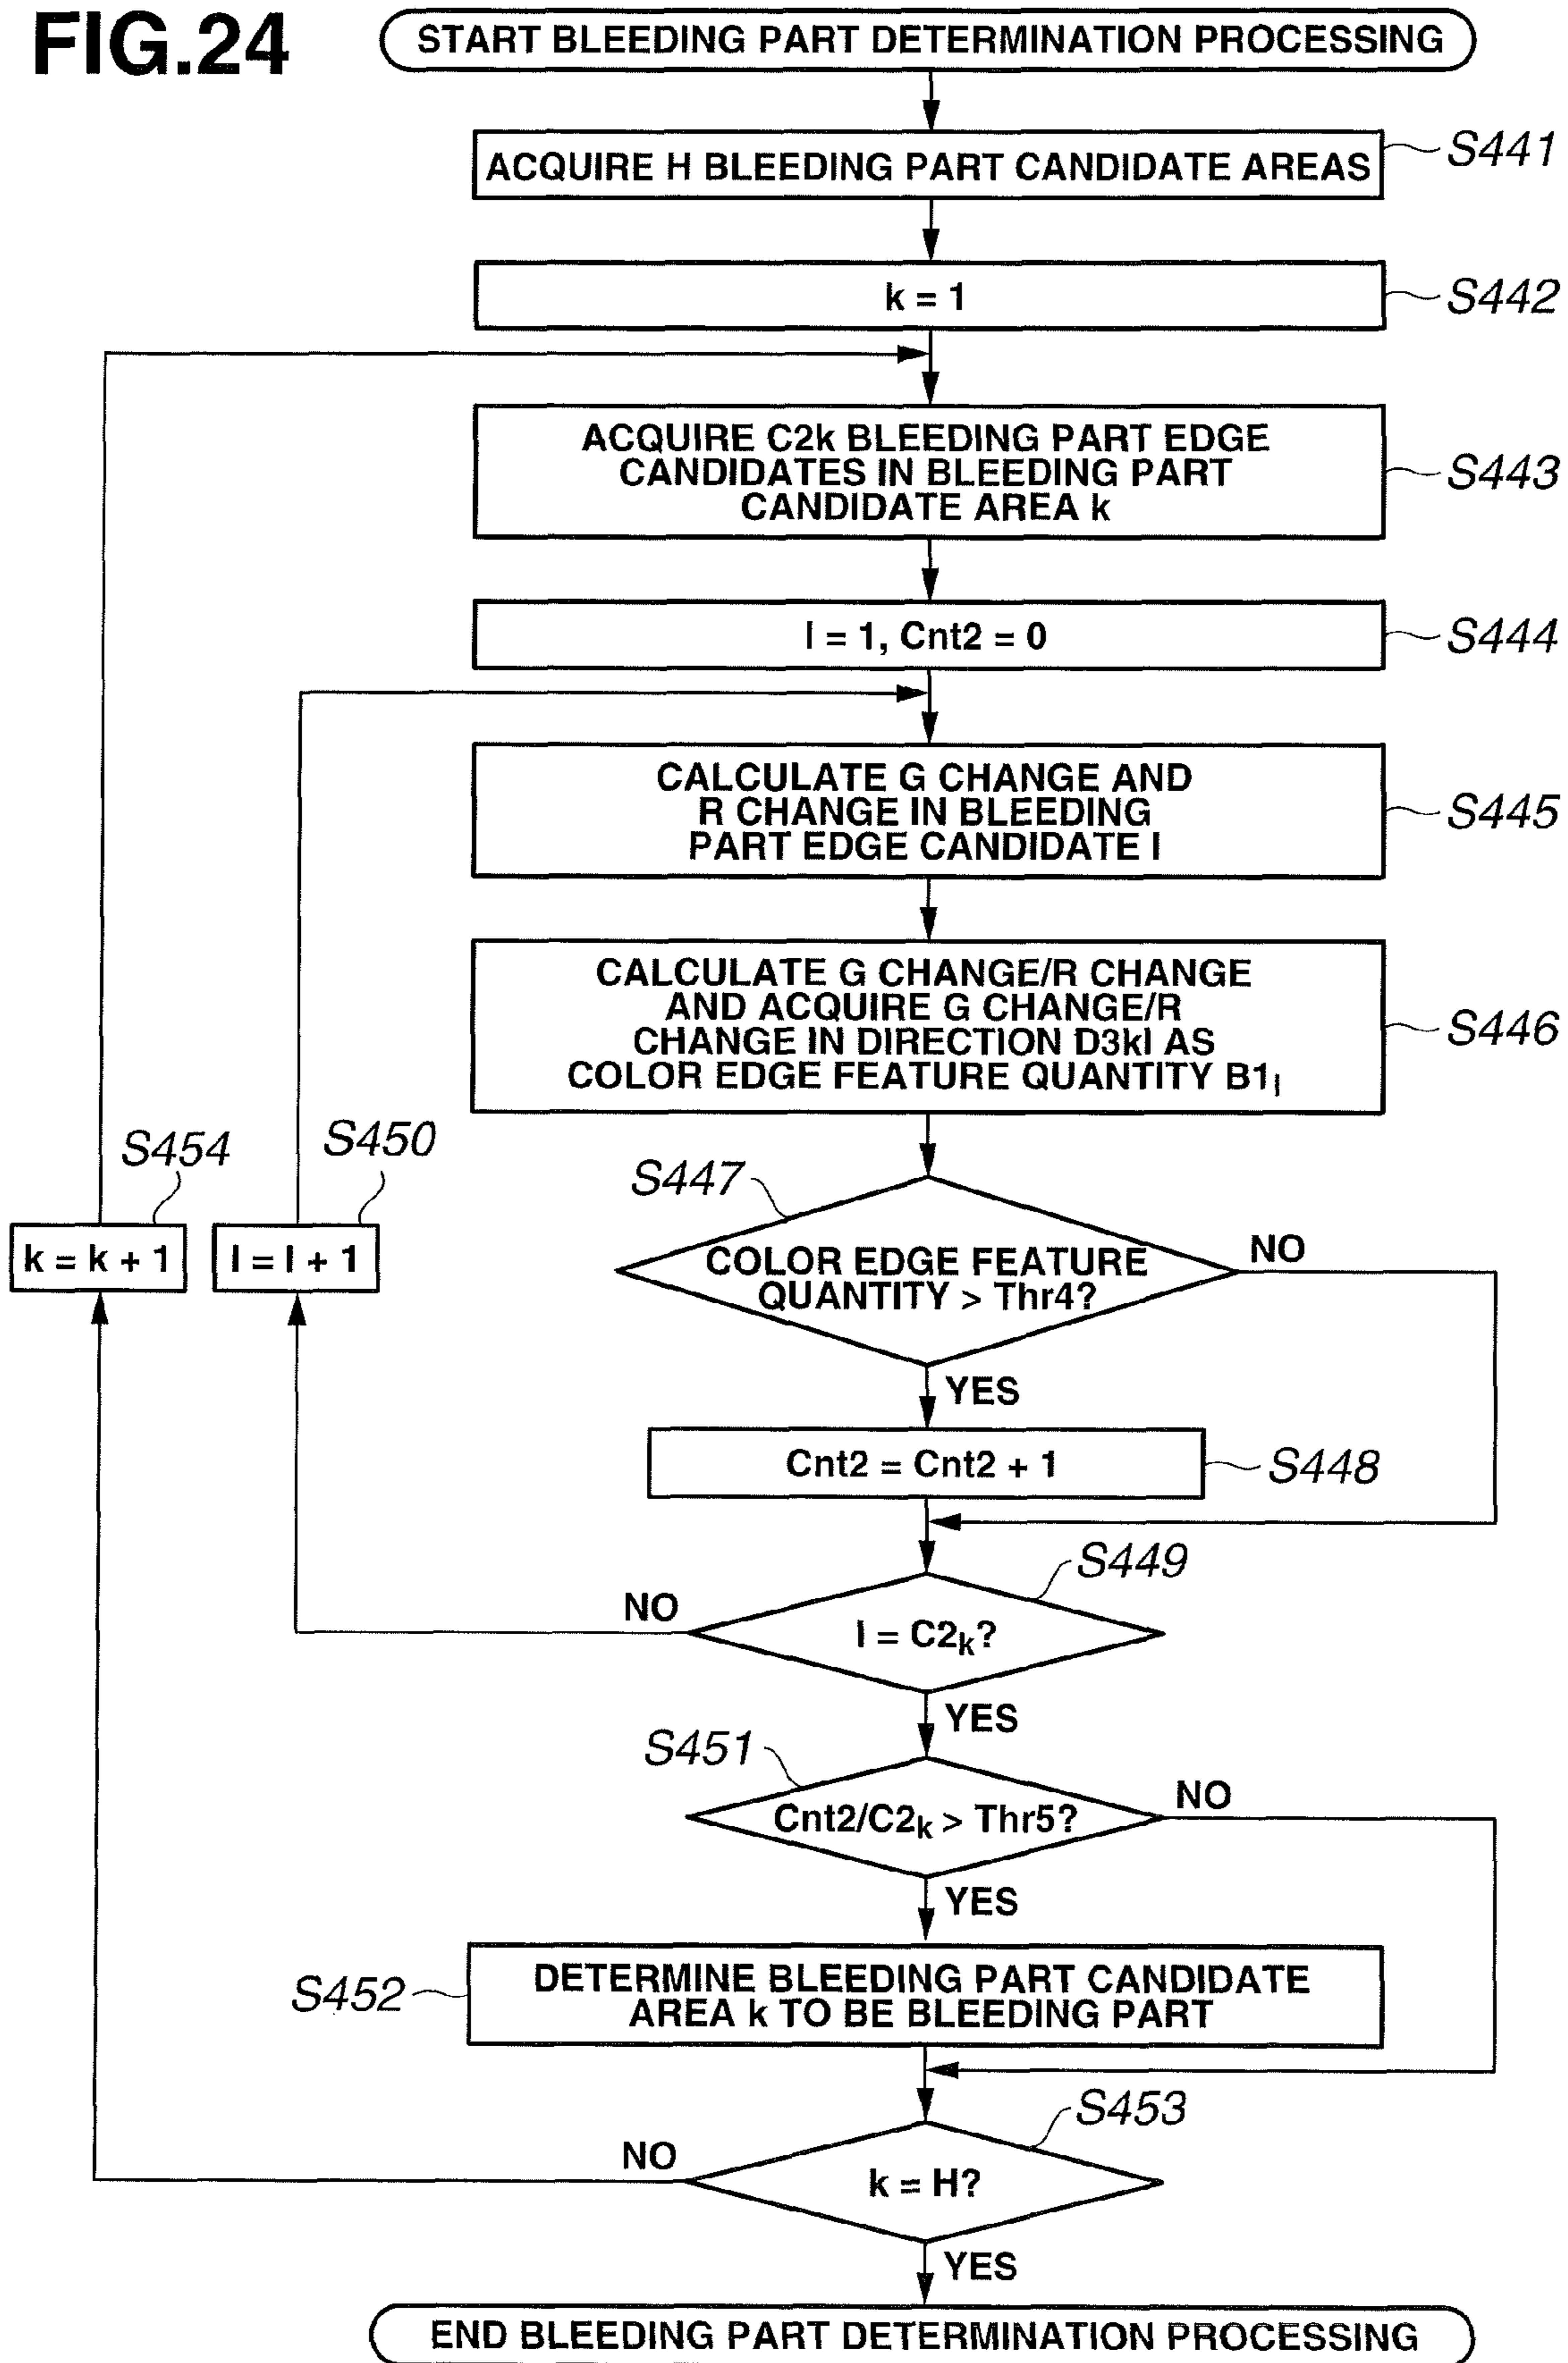 FIG.24
START BLEEDING PART DETERMINATION PROCESSING
ACQUIRE H BLEEDING PART CANDIDATE AREAS
S441
k = 1
S442
ACQUIRE C2k BLEEDING PART EDGE
CANDIDATES IN BLEEDING PART
CANDIDATE AREA k
S443
l = 1, Cnt2 = 0
S444
CALCULATE G CHANGE AND
R CHANGE IN BLEEDING
PART EDGE CANDIDATE l
S445
CALCULATE G CHANGE/R CHANGE
AND ACQUIRE G CHANGE/R
CHANGE IN DIRECTION D3kl AS
COLOR EDGE FEATURE QUANTITY B1l
S446
S454
k = k + 1
S450
l = l + 1
S447
COLOR EDGE FEATURE
QUANTITY > Thr4?
NO
YES
Cnt2 = Cnt2 + 1
S448
S449
l = C2k?
NO
YES
S451
Cnt2/C2k > Thr5?
NO
YES
S452
DETERMINE BLEEDING PART CANDIDATE
AREA k TO BE BLEEDING PART
S453
k = H?
NO
YES
END BLEEDING PART DETERMINATION PROCESSING